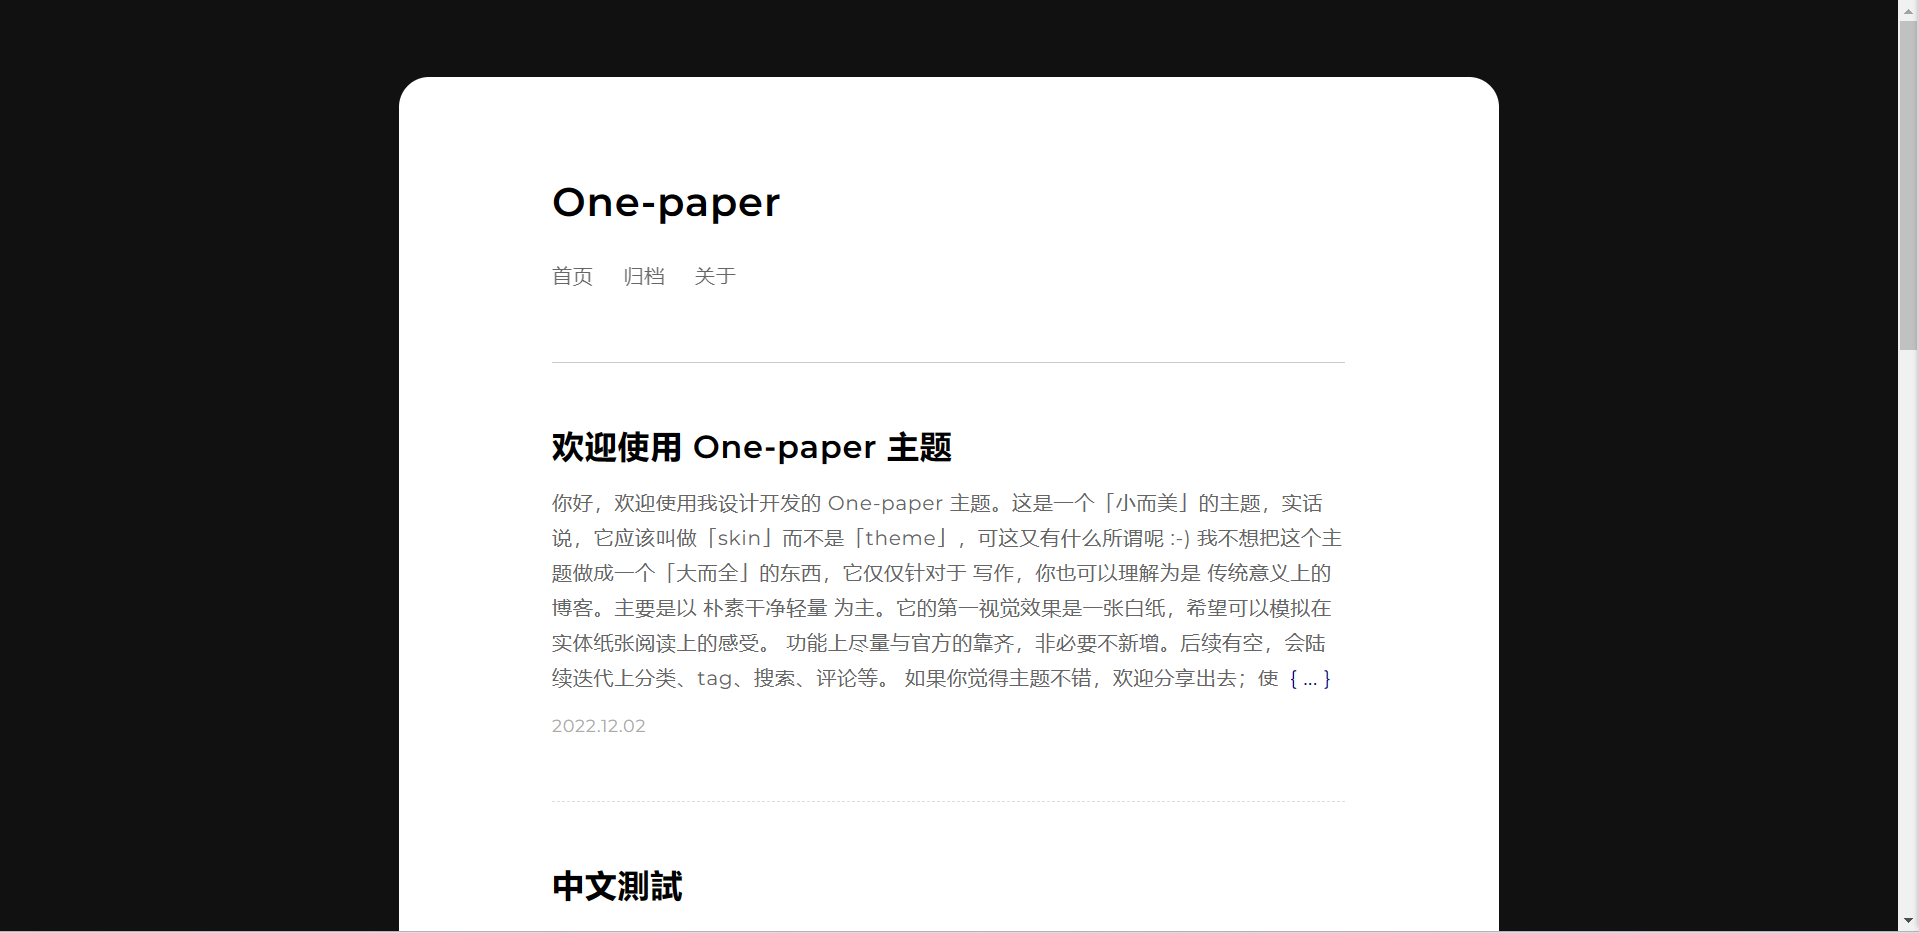 One-paper
首页 归档 关于
欢迎使用 One-paper 主题
你好，欢迎使用我设计开发的 One-paper 主题。这是一个「小而美」的主题，实话
说，它应该叫做「skin」而不是「theme」，可这又有什么所谓呢 :-) 我不想把这个主
题做成一个「大而全」的东西，它仅仅针对于 写作，你也可以理解为是 传统意义上的
博客。主要是以 朴素干净轻量 为主。它的第一视觉效果是一张白纸，希望可以模拟在
实体纸张阅读上的感受。 功能上尽量与官方的靠齐，非必要不新增。后续有空，会陆
续迭代上分类、tag、搜索、评论等。 如果你觉得主题不错，欢迎分享出去；使 { ... }
2022.12.02
中文測試